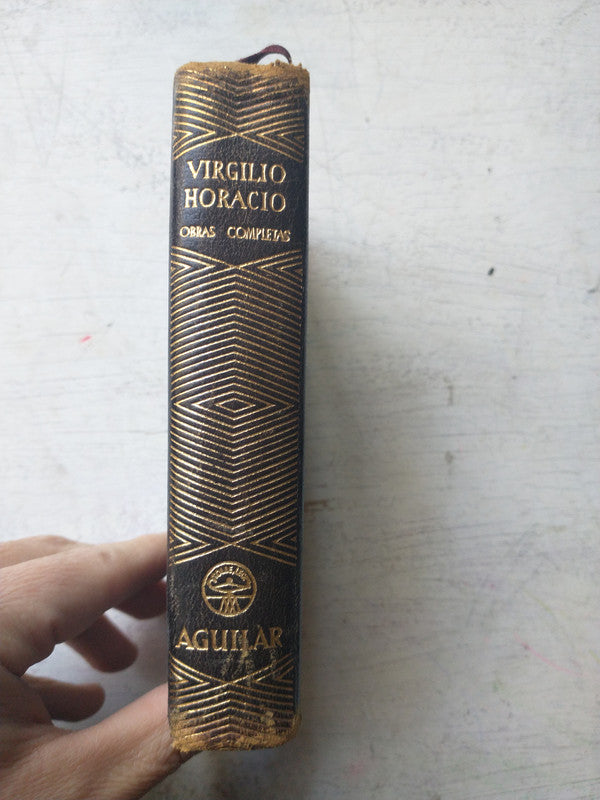 VIRGILIO
HORACIO
OBRAS COMPLETAS
AGUILAR